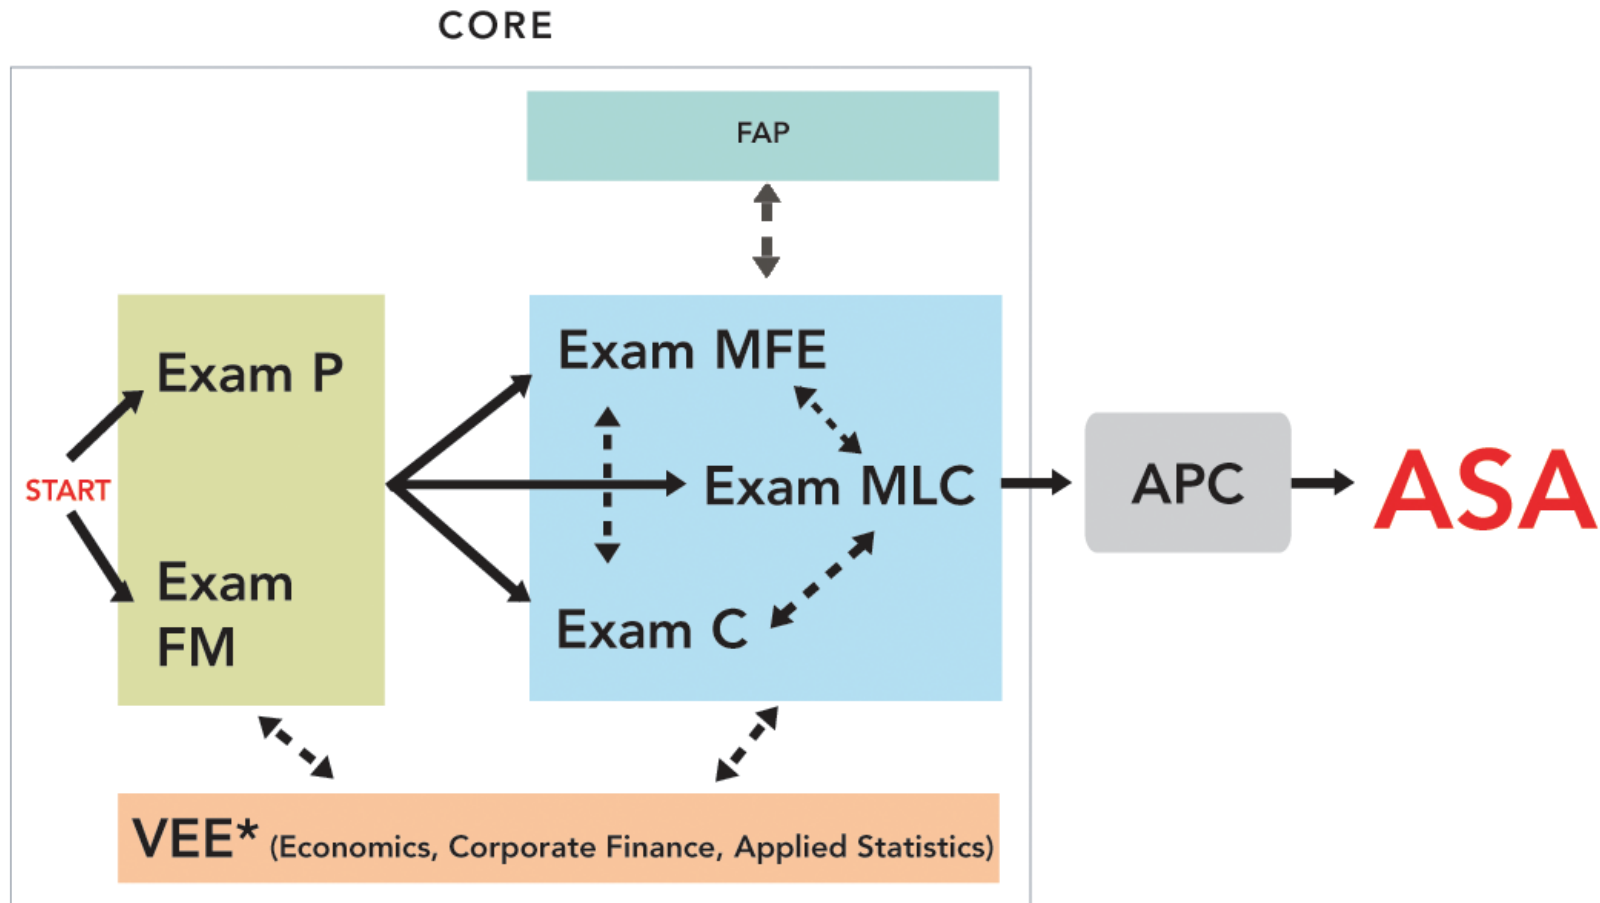 CORE
FAP
Exam P
Exam MFE
START
Exam MLC
APC
ASA
Exam
FM
Exam C
VEE* (Economics, Corporate Finance, Applied Statistics)